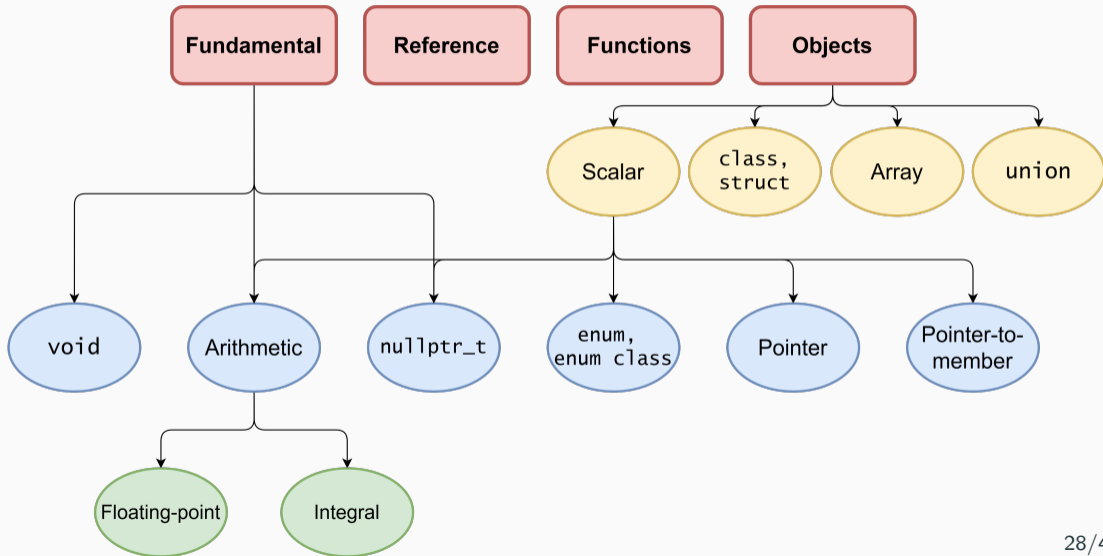 Fundamental
Reference
Functions
Objects
Scalar
class,
struct
Array
union
void
Arithmetic
nullptr_t
enum,
enum class
Pointer
Pointer-to-
member
Floating-point
Integral
28/4